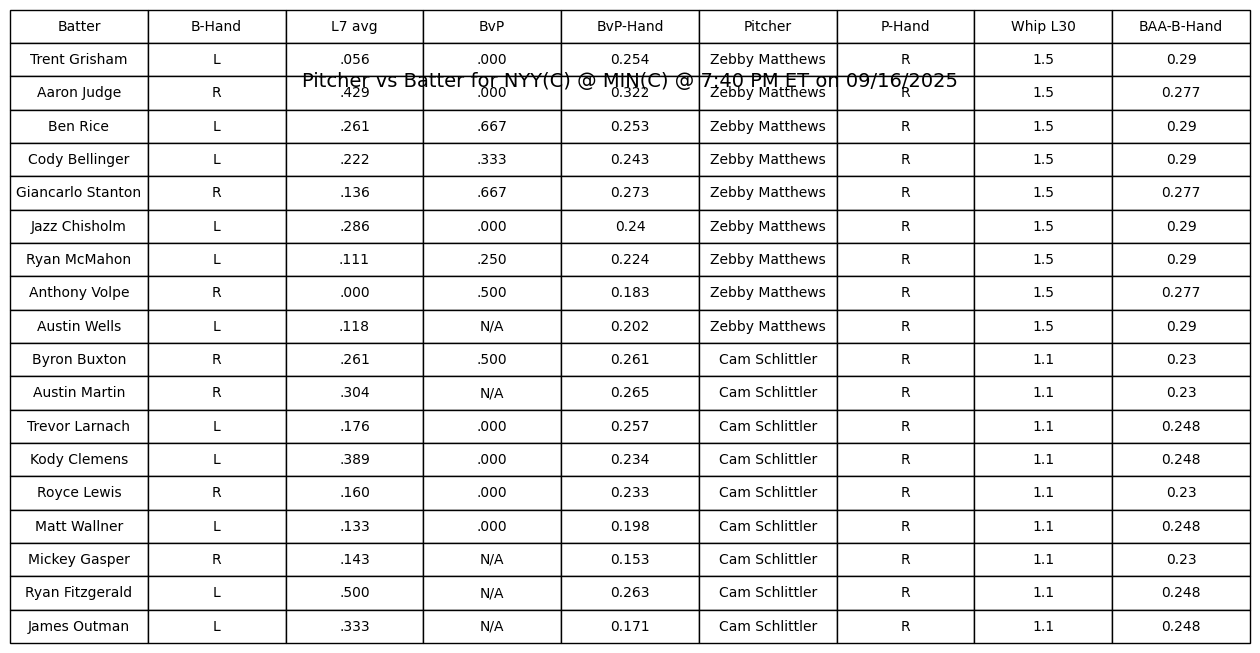 Batter B-Hand L7 avg BvP BvP-Hand Pitcher P-Hand Whip L30 BAA-B-Hand
Trent Grisham L .056 .000 0.254 Zebby Matthews R 1.5 0.29
Pitcher vs Batter for NYY(C) @ MIN(C) @ 7:40 PM ET on 09/16/2025
Aaron Judge R .429 .000 0.322 Zebby Matthews R 1.5 0.277
Ben Rice L .261 .667 0.253 Zebby Matthews R 1.5 0.29
Cody Bellinger L .222 .333 0.243 Zebby Matthews R 1.5 0.29
Giancarlo Stanton R .136 .667 0.273 Zebby Matthews R 1.5 0.277
Jazz Chisholm L .286 .000 0.24 Zebby Matthews R 1.5 0.29
Ryan McMahon L .111 .250 0.224 Zebby Matthews R 1.5 0.29
Anthony Volpe R .000 .500 0.183 Zebby Matthews R 1.5 0.277
Austin Wells L .118 N/A 0.202 Zebby Matthews R 1.5 0.29
Byron Buxton R .261 .500 0.261 Cam Schlittler R 1.1 0.23
Austin Martin R .304 N/A 0.265 Cam Schlittler R 1.1 0.23
Trevor Larnach L .176 .000 0.257 Cam Schlittler R 1.1 0.248
Kody Clemens L .389 .000 0.234 Cam Schlittler R 1.1 0.248
Royce Lewis R .160 .000 0.233 Cam Schlittler R 1.1 0.23
Matt Wallner L .133 .000 0.198 Cam Schlittler R 1.1 0.248
Mickey Gasper R .143 N/A 0.153 Cam Schlittler R 1.1 0.23
Ryan Fitzgerald L .500 N/A 0.263 Cam Schlittler R 1.1 0.248
James Outman L .333 N/A 0.171 Cam Schlittler R 1.1 0.248